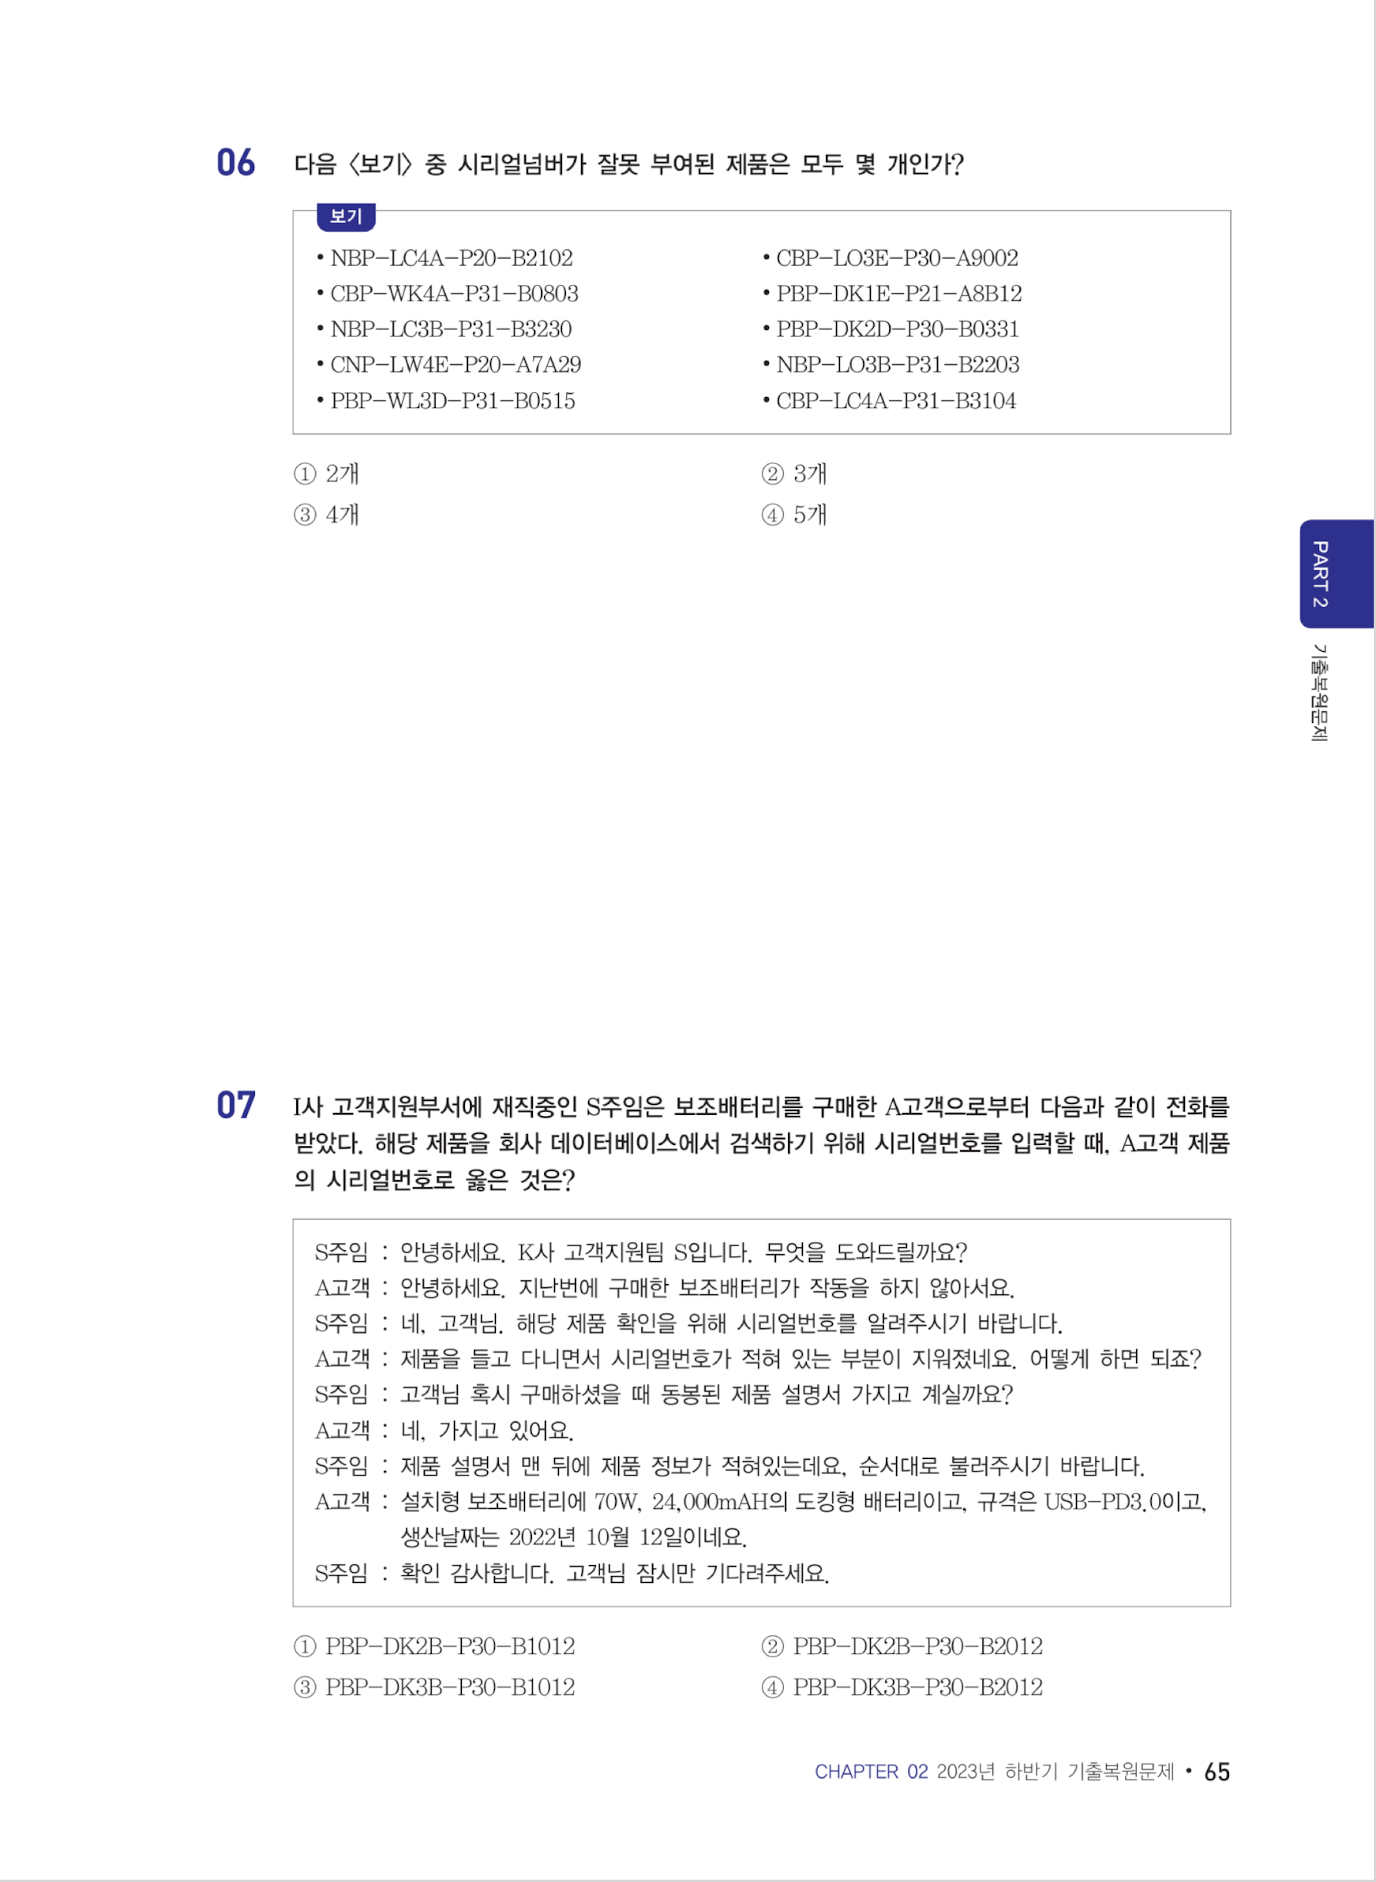 06 다음 〈보기〉 중 시리얼넘버가 잘못 부여된 제품은 모두 몇 개인가?
보기
• NBP-LC4A-P20-B2102 • CBP-LO3E-P30-A9002
• CBP-WK4A-P31-B0803 • PBP-DK1E-P21-A8B12
• NBP-LC3B-P31-B3230 • PBP-DK2D-P30-B0331
• CNP-LW4E-P20-A7A29 • NBP-LO3B-P31-B2203
• PBP-WL3D-P31-B0515 • CBP-LC4A-P31-B3104
① 2개 ② 3개
③ 4개 ④ 5개
PART 2
기출복원문제
07 I사 고객지원부서에 재직중인 S주임은 보조배터리를 구매한 A고객으로부터 다음과 같이 전화를
받았다. 해당 제품을 회사 데이터베이스에서 검색하기 위해 시리얼번호를 입력할 때, A고객 제품
의 시리얼번호로 옳은 것은?
S주임 : 안녕하세요. K사 고객지원팀 S입니다. 무엇을 도와드릴까요?
A고객 : 안녕하세요. 지난번에 구매한 보조배터리가 작동을 하지 않아서요.
S주임 : 네, 고객님. 해당 제품 확인을 위해 시리얼번호를 알려주시기 바랍니다.
A고객 : 제품을 들고 다니면서 시리얼번호가 적혀 있는 부분이 지워졌네요. 어떻게 하면 되죠?
S주임 : 고객님 혹시 구매하셨을 때 동봉된 제품 설명서 가지고 계실까요?
A고객 : 네, 가지고 있어요.
S주임 : 제품 설명서 맨 뒤에 제품 정보가 적혀있는데요, 순서대로 불러주시기 바랍니다.
A고객 : 설치형 보조배터리에 70W, 24,000mAH의 도킹형 배터리이고, 규격은 USB-PD3.0이고,
생산날짜는 2022년 10월 12일이네요.
S주임 : 확인 감사합니다. 고객님 잠시만 기다려주세요.
① PBP-DK2B-P30-B1012 ② PBP-DK2B-P30-B2012
③ PBP-DK3B-P30-B1012 ④ PBP-DK3B-P30-B2012
CHAPTER 02 2023년 하반기 기출복원문제 • 65